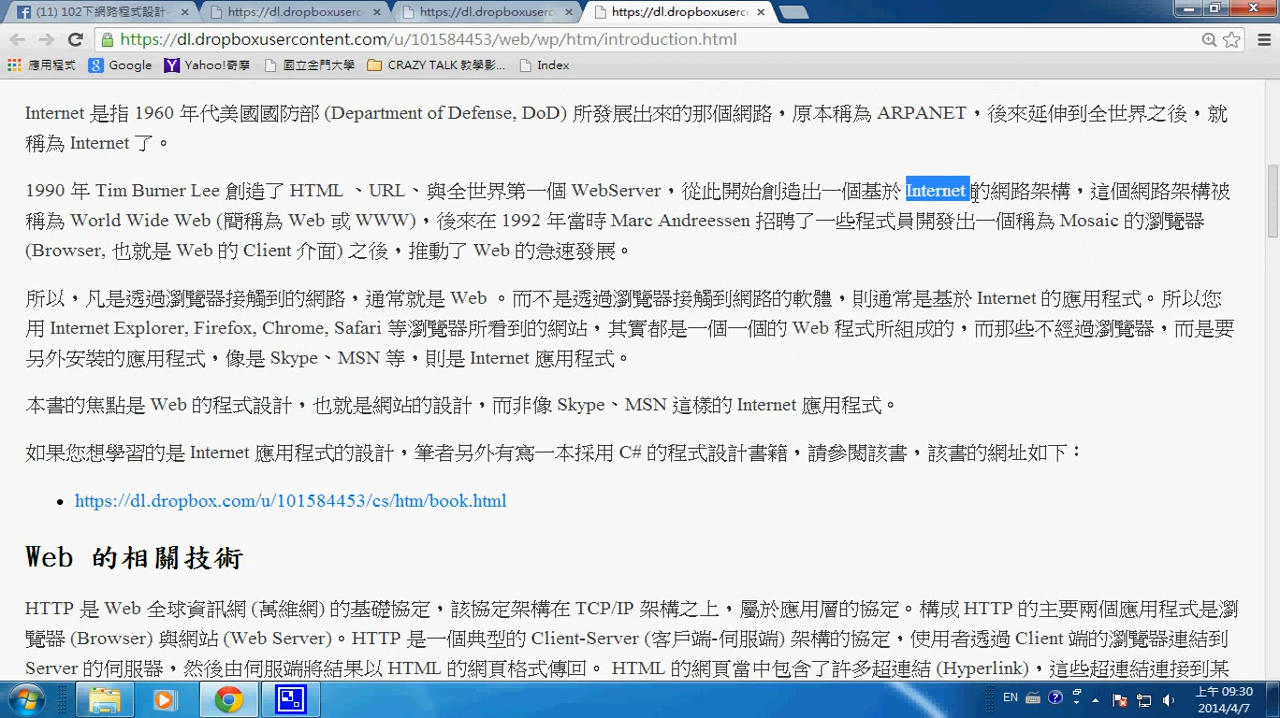 (11) 102下網路程式設計-
https://dl.dropboxuserc
https://dl.dropboxuserc
https://dl.dropboxuserc
https://dl.dropboxusercontent.com/u/101584453/web/wp/htm/introduction.html
應用程式 Google Yahoo!奇摩 國立金門大學 CRAZY TALK 教學影... Index
Internet 是指 1960 年代美國國防部 (Department of Defense, DoD) 所發展出來的那個網路，原本稱為 ARPANET，後來延伸到全世界之後，就
稱為 Internet 了。
1990 年 Tim Burner Lee 創造了 HTML 、URL、與全世界第一個 WebServer，從此開始創造出一個基於 Internet 的網路架構，這個網路架構被
稱為 World Wide Web (簡稱為 Web 或 WWW)，後來在 1992 年當時 Marc Andreessen 招聘了一些程式員開發出一個稱為 Mosaic 的瀏覽器
(Browser, 也就是 Web 的 Client 介面) 之後，推動了 Web 的急速發展。
所以，凡是透過瀏覽器接觸到的網路，通常就是 Web 。而不是透過瀏覽器接觸到網路的軟體，則通常是基於 Internet 的應用程式。所以您
用 Internet Explorer, Firefox, Chrome, Safari 等瀏覽器所看到的網站，其實都是一個一個的 Web 程式所組成的，而那些不經過瀏覽器，而是要
另外安裝的應用程式，像是 Skype、MSN 等，則是 Internet 應用程式。
本書的焦點是 Web 的程式設計，也就是網站的設計，而非像 Skype、MSN 這樣的 Internet 應用程式。
如果您想學習的是 Internet 應用程式的設計，筆者另外有寫一本採用 C# 的程式設計書籍，請參閱該書，該書的網址如下：
• https://dl.dropbox.com/u/101584453/cs/htm/book.html
Web 的相關技術
HTTP 是 Web 全球資訊網 (萬維網) 的基礎協定，該協定架構在 TCP/IP 架構之上，屬於應用層的協定。構成 HTTP 的主要兩個應用程式是瀏
覽器 (Browser) 與網站 (Web Server)。HTTP 是一個典型的 Client-Server (客戶端-伺服端) 架構的協定，使用者透過 Client 端的瀏覽器連結到
Server 的伺服器，然後由伺服端將結果以 HTML 的網頁格式傳回。 HTML 的網頁當中包含了許多超連結 (Hyperlink)，這些超連結連接到某
EN
上午 09:30
2014/4/7